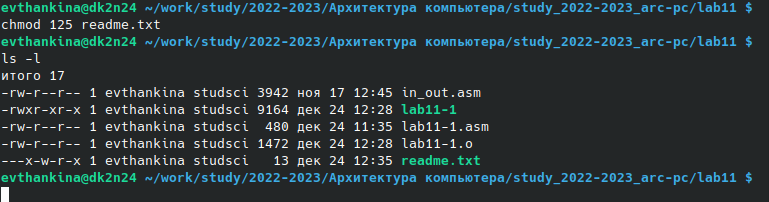 evthankina@dk2n24 ~/work/study/2022-2023/Архитектура компьютера/study_2022-2023_arc-pc/lab11 $
chmod 125 readme.txt
evthankina@dk2n24 ~/work/study/2022-2023/Архитектура компьютера/study_2022-2023_arc-pc/lab11 $
ls -l
итого 17
-rw-r--r-- 1 evthankina studsci 3942 ноя 17 12:45 in_out.asm
-rwxr-xr-x 1 evthankina studsci 9164 дек 24 12:28 lab11-1
-rw-r--r-- 1 evthankina studsci  480 дек 24 11:35 lab11-1.asm
-rw-r--r-- 1 evthankina studsci 1472 дек 24 12:28 lab11-1.o
---x-w-r-x 1 evthankina studsci   13 дек 24 12:35 readme.txt
evthankina@dk2n24 ~/work/study/2022-2023/Архитектура компьютера/study_2022-2023_arc-pc/lab11 $